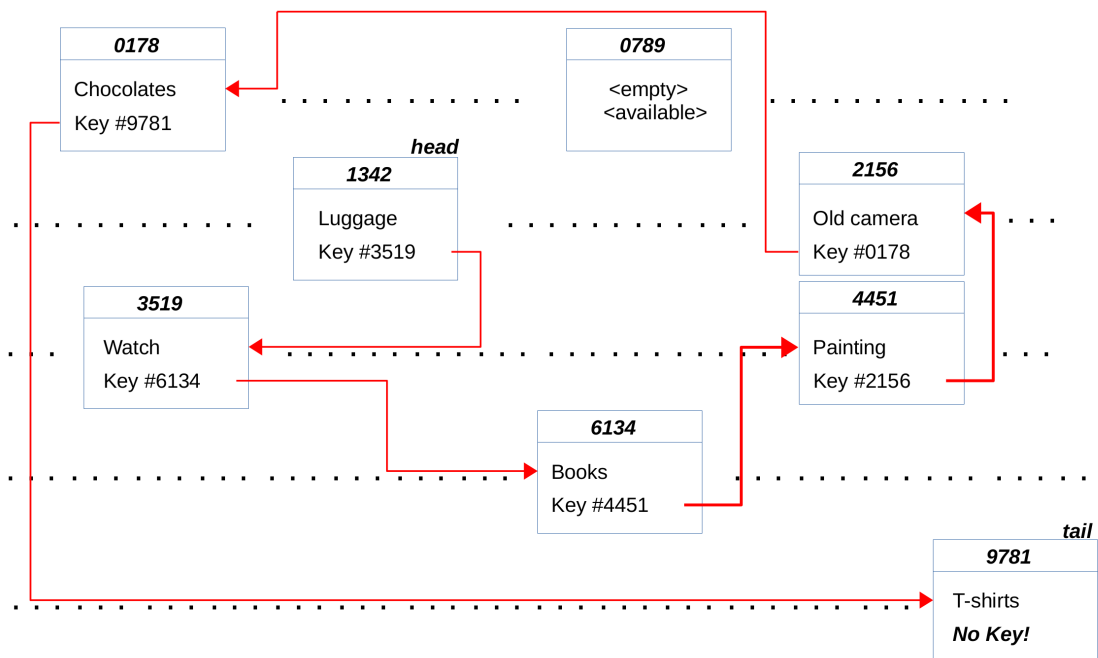 0178
Chocolates
Key #9781
0789
<empty>
<available>
head
1342
Luggage
Key #3519
2156
Old camera
Key #0178
3519
Watch
Key #6134
4451
Painting
Key #2156
6134
Books
Key #4451
tail
9781
T-shirts
No Key!